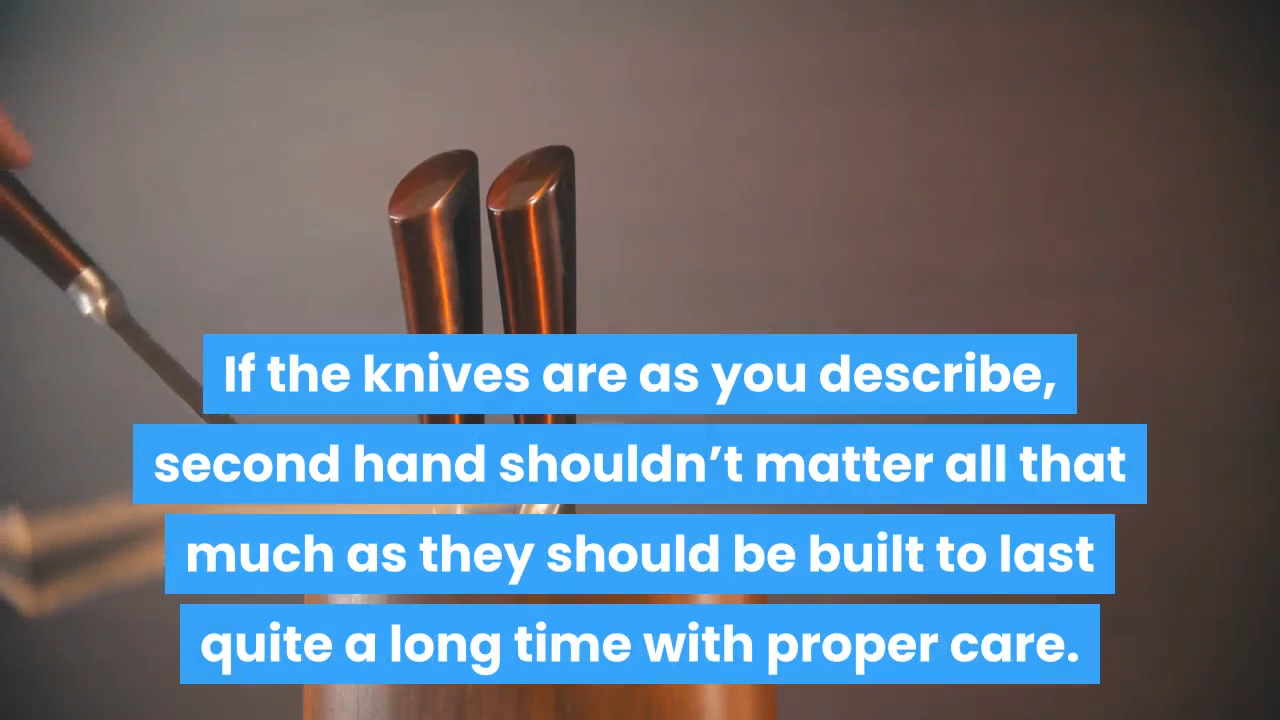 If the knives are as you describe,
second hand shouldn’t matter all that
much as they should be built to last
quite a long time with proper care.